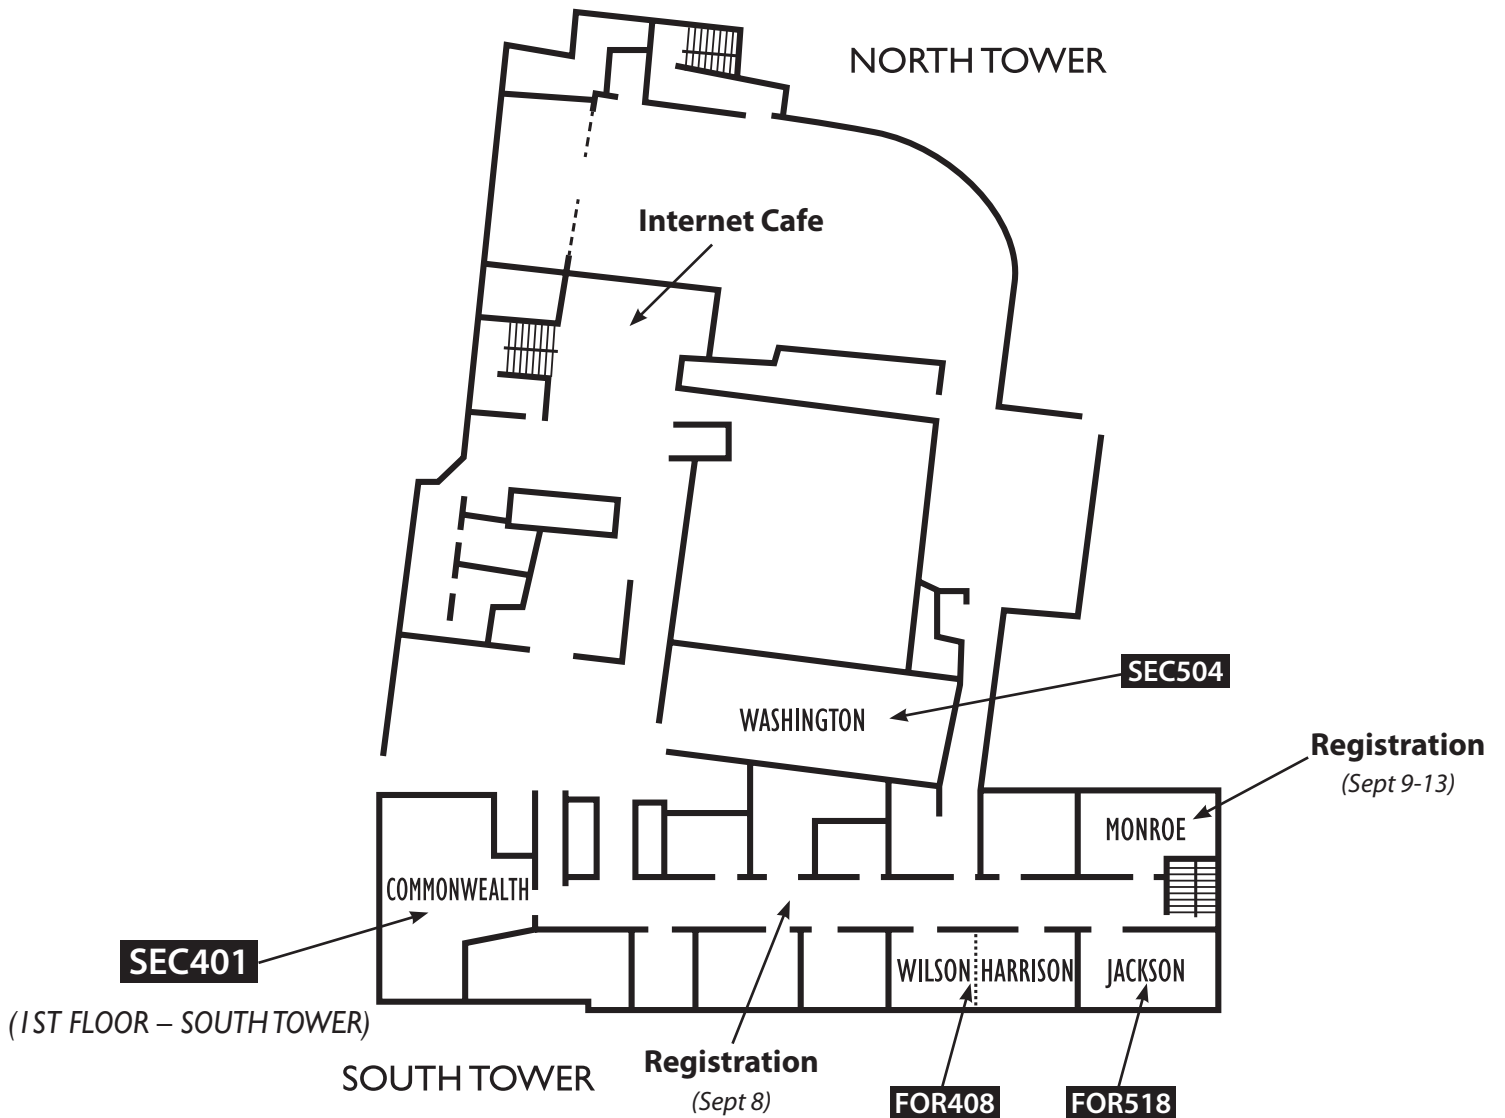 NORTH TOWER
Internet Cafe
SEC504
WASHINGTON
Registration
(Sept 9-13)
MONROE
COMMONWEALTH
SEC401
WILSON
HARRISON
JACKSON
(1ST FLOOR – SOUTH TOWER)
Registration
(Sept 8)
SOUTH TOWER
FOR408
FOR518